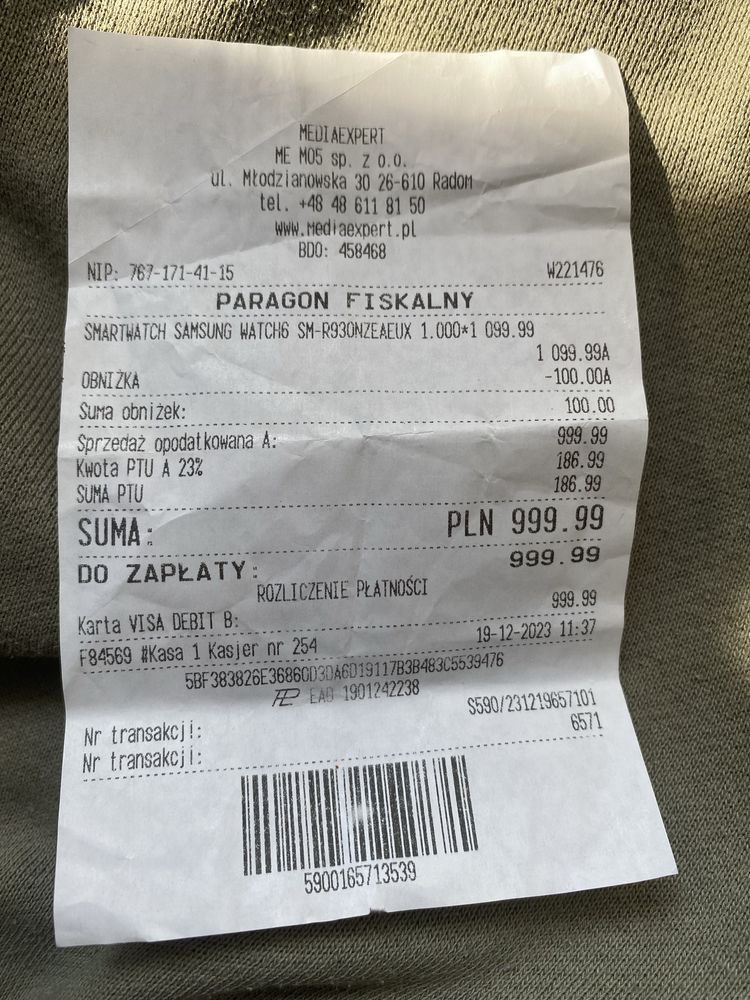 MEDIAEXPERT
ME M05 sp. z o.o.
ul. Młodzianowska 30 26-610 Radom
tel. +48 48 611 81 50
www.mediaexpert.pl
BDO: 458468
NIP: 767-171-41-15 W221476
PARAGON FISKALNY
SMARTWATCH SAMSUNG WATCH6 SM-R930NZEAEUX 1.000*1 099.99
1 099.99A
OBNIŻKA -100.00A
Suma obniżek: 100.00
Sprzedaż opodatkowana A: 999.99
Kwota PTU A 23% 186.99
SUMA PTU 186.99
SUMA: PLN 999.99
DO ZAPŁATY: 999.99
ROZLICZENIE PŁATNOŚCI
Karta VISA DEBIT B: 999.99
F84569 #Kasa 1 Kasjer nr 254 19-12-2023 11:37
5BF383826E36860D3DA6D19117B3B483C5539476
EAD 1901242238
Nr transakcji: S590/231219657101
Nr transakcji: 6571
5900165713539